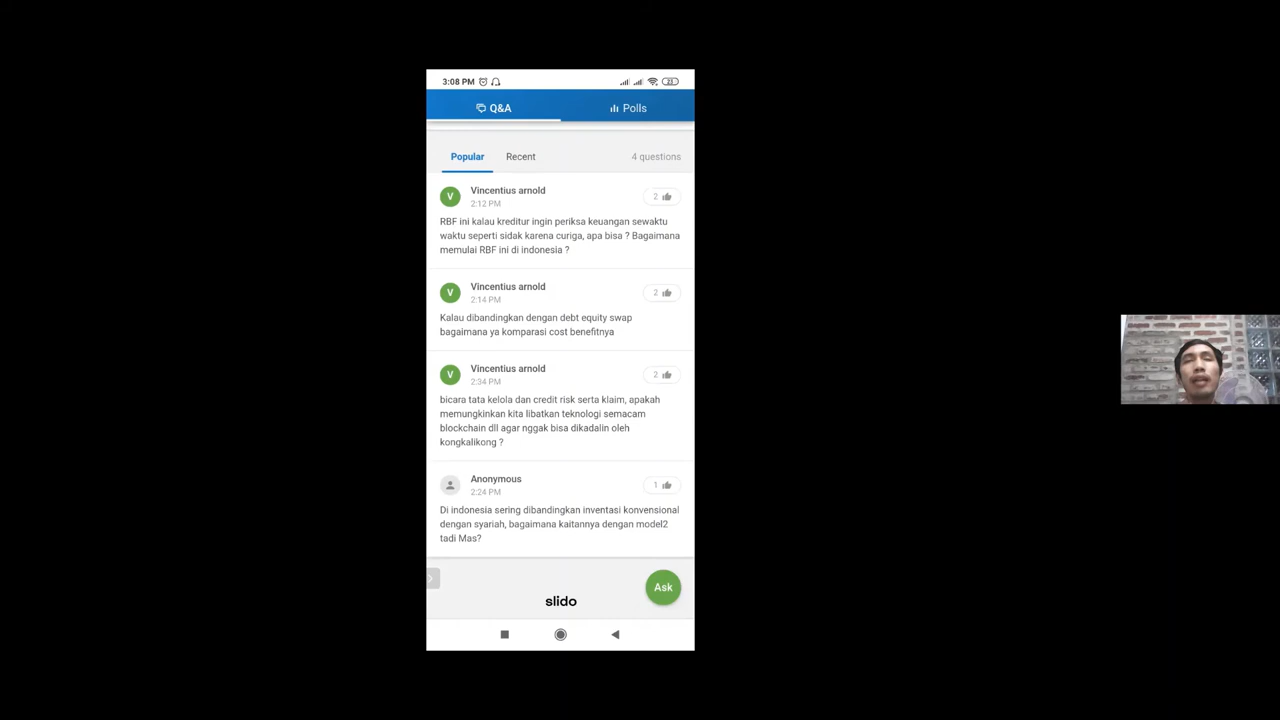 3:08 PM
23
Q&A
Polls
Popular
Recent
4 questions
V
Vincentius arnold
2:12 PM
2
RBF ini kalau kreditur ingin periksa keuangan sewaktu
waktu seperti sidak karena curiga, apa bisa ? Bagaimana
memulai RBF ini di indonesia ?
V
Vincentius arnold
2:14 PM
2
Kalau dibandingkan dengan debt equity swap
bagaimana ya komparasi cost benefitnya
V
Vincentius arnold
2:34 PM
2
bicara tata kelola dan credit risk serta klaim, apakah
memungkinkan kita libatkan teknologi semacam
blockchain dll agar nggak bisa dikadalin oleh
kongkalikong ?
Anonymous
2:24 PM
1
Di indonesia sering dibandingkan inventasi konvensional
dengan syariah, bagaimana kaitannya dengan model2
tadi Mas?
Ask
slido